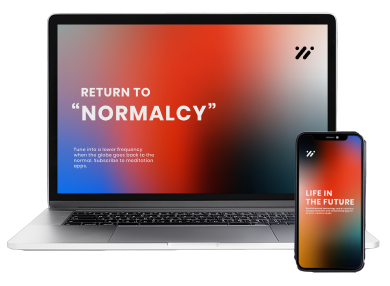 RETURN TO
“NORMALCY”
Tune into a lower frequency
when the globe goes back to the
normal. Subscribe to meditation
apps.
LIFE IN
THE FUTURE